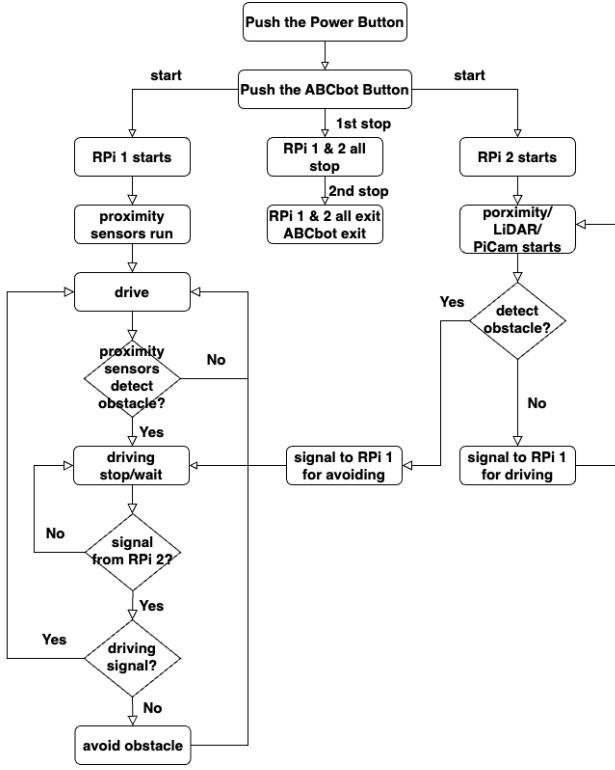 Push the Power Button
start
Push the ABCbot Button
start
1st stop
RPi 1 starts
RPi 1 & 2 all
stop
RPi 2 starts
2nd stop
proximity
sensors run
RPi 1 & 2 all exit
ABCbot exit
porximity/
LiDAR/
PiCam starts
drive
Yes
detect
obstacle?
proximity
sensors
detect
obstacle?
No
No
Yes
driving
stop/wait
signal to RPi 1
for avoiding
signal to RPi 1
for driving
No
signal
from RPi 2?
Yes
Yes
driving
signal?
No
avoid obstacle